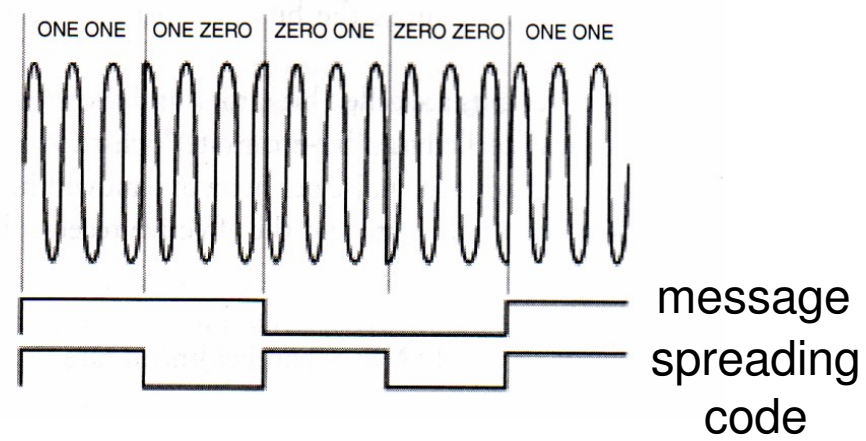 ONE ONE ONE ZERO ZERO ONE ZERO ZERO ONE ONE
message
spreading
code